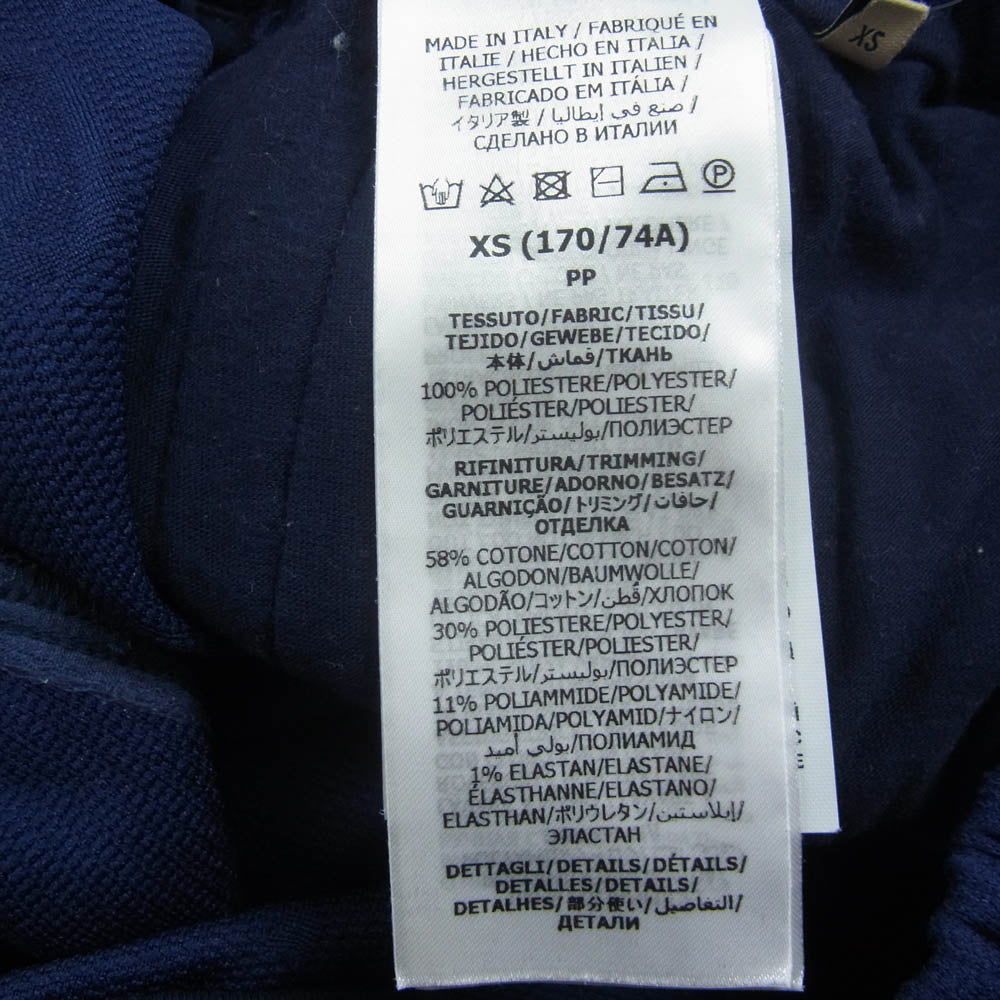 MADE IN ITALY / FABRIQUÉ EN
ITALIE / HECHO EN ITALIA /
HERGESTELLT IN ITALIEN /
FABRICADO EM ITÁLIA /
イタリア製 / صنع في إيطاليا /
СДЕЛАНО В ИТАЛИИ
XS
P
XS (170/74A)
PP
TESSUTO/FABRIC/TISSU/
TEJIDO/GEWEBE/TECIDO/
本体/قماش/ТКАНЬ
100% POLIESTERE/POLYESTER/
POLIÉSTER/POLIESTER/
ポリエステル/بوليستر/ПОЛИЭСТЕР
RIFINITURA/TRIMMING/
GARNITURE/ADORNO/BESATZ/
GUARNIÇÃO/トリミング/حافات/
ОТДЕЛКА
58% COTONE/COTTON/COTON/
ALGODON/BAUMWOLLE/
ALGODÃO/コットン/قُطن/ХЛОПОК
30% POLIESTERE/POLYESTER/
POLIÉSTER/POLIESTER/
ポリエステル/بوليستر/ПОЛИЭСТЕР
11% POLIAMMIDE/POLYAMIDE/
POLIAMIDA/POLYAMID/ナイロン/
بولي أميد/ПОЛИАМИД
1% ELASTAN/ELASTANE/
ÉLASTHANNE/ELASTANO/
ELASTHAN/ポリウレタン/إيلاستين/
ЭЛАСТАН
DETTAGLI/DETAILS/DÉTAILS/
DETALLES/DETAILS/
DETALHES/部分使い/التفاصيل/
ДЕТАЛИ